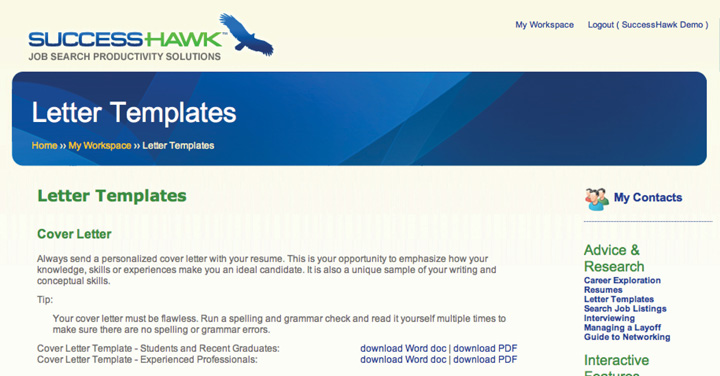 My Workspace Logout ( SuccessHawk Demo )
SUCCESSHAWK™
JOB SEARCH PRODUCTIVITY SOLUTIONS
Letter Templates
Home ›› My Workspace ›› Letter Templates
Letter Templates
Cover Letter
Always send a personalized cover letter with your resume. This is your opportunity to emphasize how your
knowledge, skills or experiences make you an ideal candidate. It is also a unique sample of your writing and
conceptual skills.
Tip:
Your cover letter must be flawless. Run a spelling and grammar check and read it yourself multiple times to
make sure there are no spelling or grammar errors.
Cover Letter Template - Students and Recent Graduates: download Word doc | download PDF
Cover Letter Template - Experienced Professionals: download Word doc | download PDF
My Contacts
Advice &
Research
Career Exploration
Resumes
Letter Templates
Search Job Listings
Interviewing
Managing a Layoff
Guide to Networking
Interactive
Features